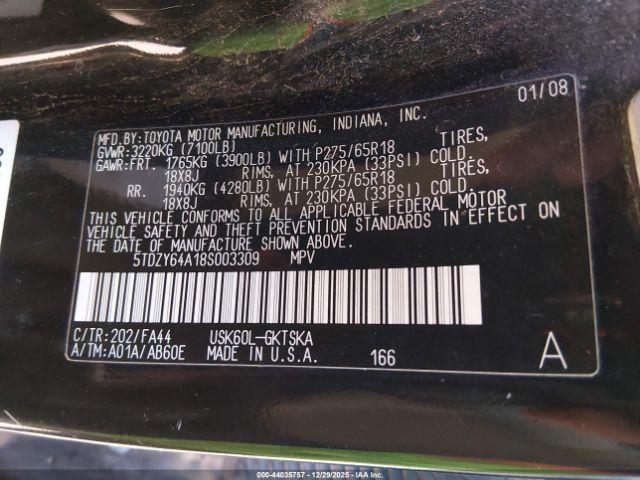 01/08
MFD.BY:TOYOTA MOTOR MANUFACTURING, INDIANA, INC.
GVWR:3220KG (7100LB)
GAWR:FRT. 1765KG (3900LB) WITH P275/65R18 TIRES,
18X8J RIMS, AT 230KPA (33PSI) COLD.
RR. 1940KG (4280LB) WITH P275/65R18 TIRES,
18X8J RIMS, AT 230KPA (33PSI) COLD.
THIS VEHICLE CONFORMS TO ALL APPLICABLE FEDERAL MOTOR
VEHICLE SAFETY AND THEFT PREVENTION STANDARDS IN EFFECT ON
THE DATE OF MANUFACTURE SHOWN ABOVE.
5TDZY64A18S003309 MPV
C/TR:202/FA44 USK60L-GKTSKA
A/TM:A01A/AB60E MADE IN U.S.A. 166 A
-000-44035757 - 12/29/2025 - IAA Inc.